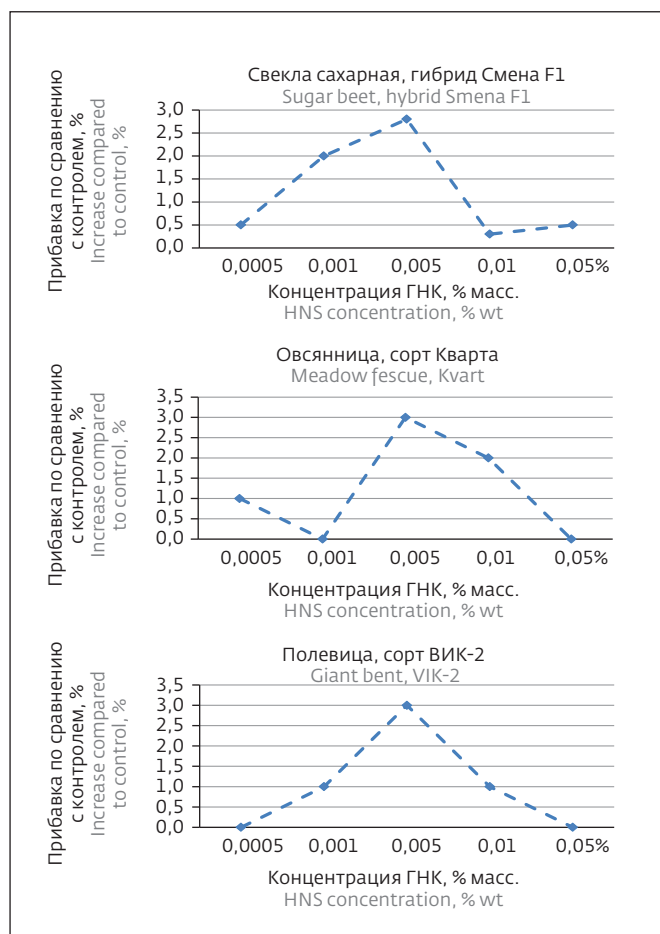 Свекла сахарная, гибрид Смена F1
Sugar beet, hybrid Smena F1
Прибавка по сравнению
с контролем, %
Increase compared
to control, %
3,0
2,5
2,0
1,5
1,0
0,5
0,0
0,0005 0,001 0,005 0,01 0,05%
Концентрация ГНК, % масс.
HNS concentration, % wt
Овсянница, сорт Кварта
Meadow fescue, Kvart
Прибавка по сравнению
с контролем, %
Increase compared
to control, %
3,5
3,0
2,5
2,0
1,5
1,0
0,5
0,0
0,0005 0,001 0,005 0,01 0,05%
Концентрация ГНК, % масс.
HNS concentration, % wt
Полевица, сорт ВИК-2
Giant bent, VIK-2
Прибавка по сравнению
с контролем, %
Increase compared
to control, %
3,5
3,0
2,5
2,0
1,5
1,0
0,5
0,0
0,0005 0,001 0,005 0,01 0,05%
Концентрация ГНК, % масс.
HNS concentration, % wt